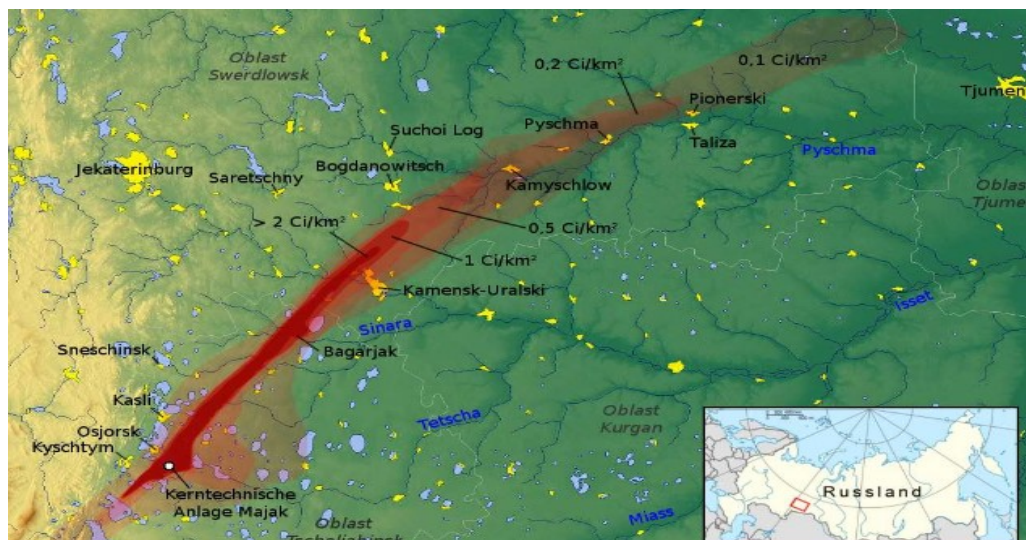 0,2 Ci/km²
0,1 Ci/km²
Oblast
Swerdlowsk
Tjumen
Pionerski
Pyschma
Suchoi Log
Taliza
Pyschma
Bogdanowitsch
Jekaterinburg
Saretschny
Kamyschlow
Oblast
Tjume
> 2 Ci/km²
0.5 Ci/km²
1 Ci/km²
Kamensk-Uralski
Isset
Sinara
Sneschinsk
Bagarjak
Kasli
Tetscha
Oblast
Kurgan
Osjorsk
Kyschtym
Kerntechnische
Anlage Majak
Russland
Miass
Oblast